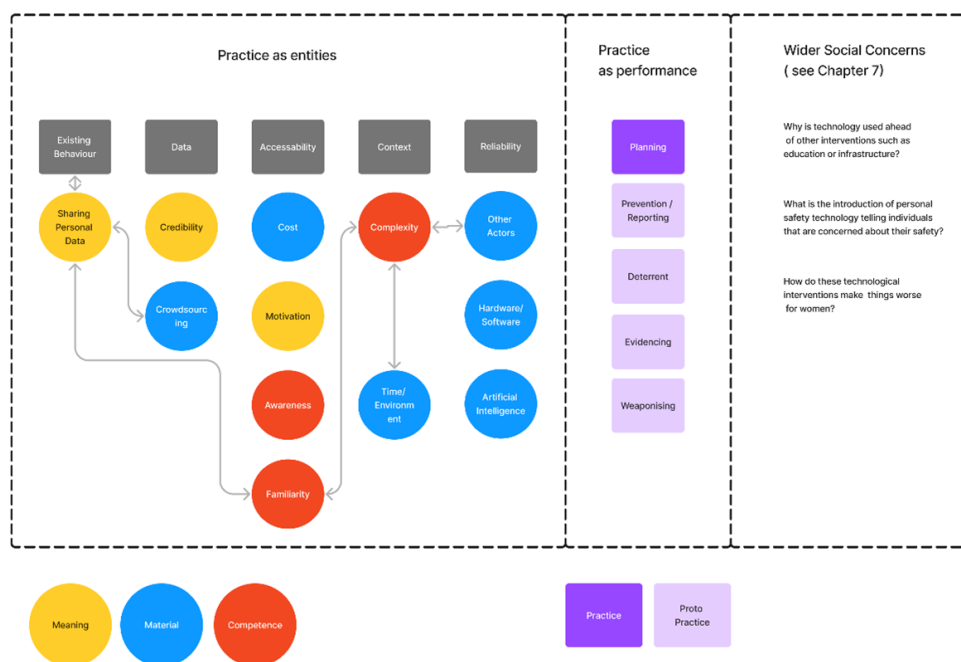 Practice as entities
Practice
as performance
Wider Social Concerns
( see Chapter 7)
Existing
Behaviour
Data
Accessability
Context
Reliability
Planning
Why is technology used ahead
of other interventions such as
education or infrastructure?
Sharing
Personal
Data
Credibility
Cost
Complexity
Other
Actors
Prevention /
Reporting
What is the introduction of personal
safety technology telling individuals
that are concerned about their safety?
Crowdsourc
ing
Motivation
Hardware/
Software
Deterrent
How do these technological
interventions make things worse
for women?
Awareness
Time/
Environm
ent
Artificial
Intelligence
Evidencing
Weaponising
Familiarity
Meaning
Material
Competence
Practice
Proto
Practice